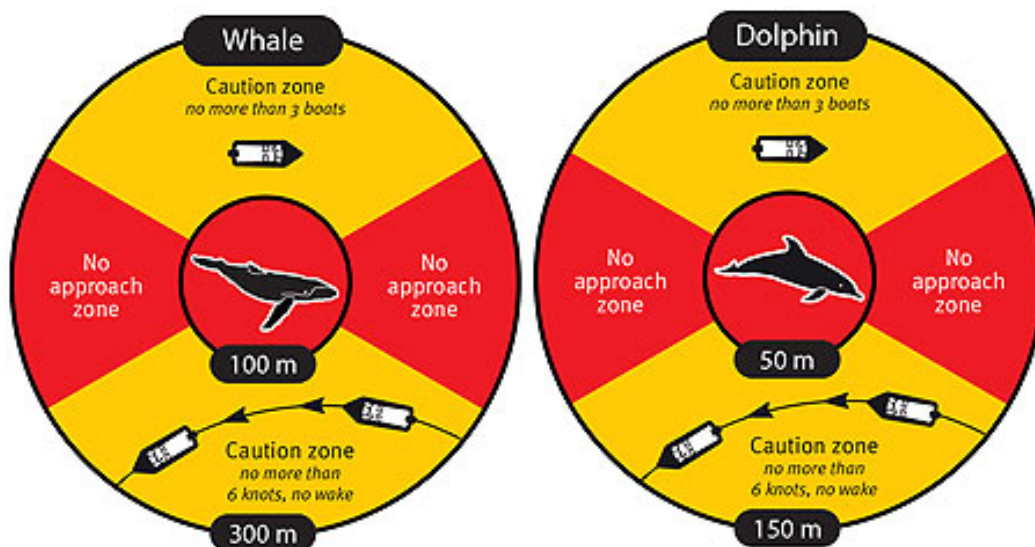 Whale
Caution zone
no more than 3 boats
No
approach
zone
No
approach
zone
100 m
Caution zone
no more than
6 knots, no wake
300 m
Dolphin
Caution zone
no more than 3 boats
No
approach
zone
No
approach
zone
50 m
Caution zone
no more than
6 knots, no wake
150 m